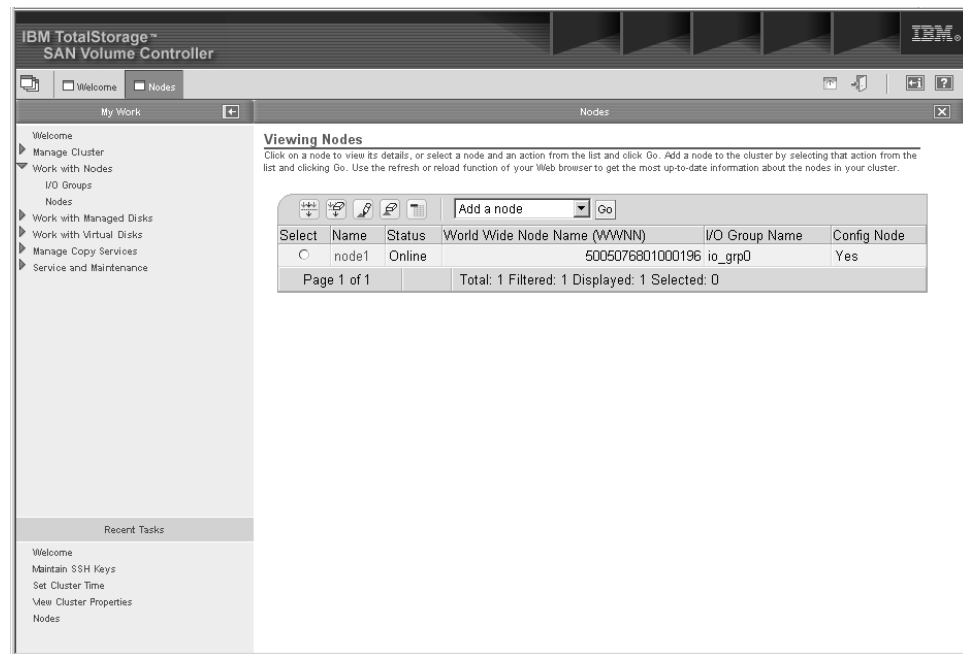 IBM TotalStorage™
SAN Volume Controller
IBM®
Welcome
Nodes
?
My Work
Nodes
Welcome
Manage Cluster
Work with Nodes
I/O Groups
Nodes
Work with Managed Disks
Work with Virtual Disks
Manage Copy Services
Service and Maintenance
Viewing Nodes
Click on a node to view its details, or select a node and an action from the list and click Go. Add a node to the cluster by selecting that action from the
list and clicking Go. Use the refresh or reload function of your Web browser to get the most up-to-date information about the nodes in your cluster.
Add a node Go
Select Name Status World Wide Node Name (WWNN) I/O Group Name Config Node
node1 Online 5005076801000196 io_grp0 Yes
Page 1 of 1 Total: 1 Filtered: 1 Displayed: 1 Selected: 0
Recent Tasks
Welcome
Maintain SSH Keys
Set Cluster Time
View Cluster Properties
Nodes